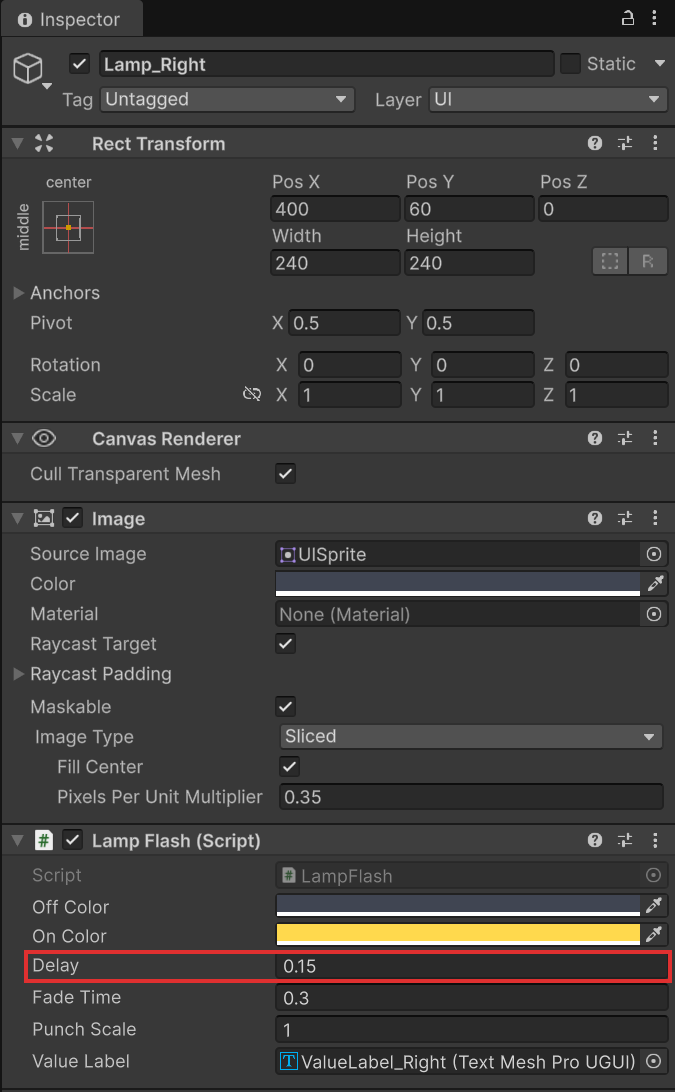 Inspector
Lamp_Right
Static
Tag Untagged Layer UI
Rect Transform
center
middle
Pos X Pos Y Pos Z
400 60 0
Width Height
240 240
R
Anchors
Pivot X 0.5 Y 0.5
Rotation X 0 Y 0 Z 0
Scale X 1 Y 1 Z 1
Canvas Renderer
Cull Transparent Mesh
Image
Source Image UISprite
Color
Material None (Material)
Raycast Target
Raycast Padding
Maskable
Image Type Sliced
Fill Center
Pixels Per Unit Multiplier 0.35
# Lamp Flash (Script)
Script # LampFlash
Off Color
On Color
Delay 0.15
Fade Time 0.3
Punch Scale 1
Value Label T ValueLabel_Right (Text Mesh Pro UGUI)